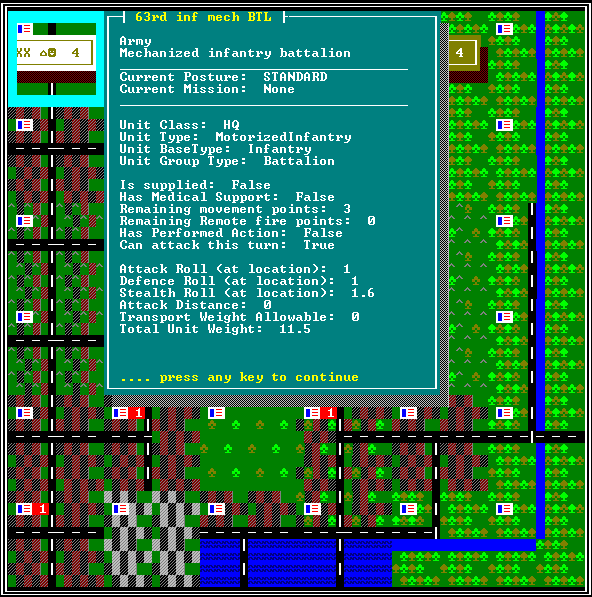 63rd inf mech BTL
Army
Mechanized infantry battalion
Current Posture: STANDARD
Current Mission: None
Unit Class: HQ
Unit Type: MotorizedInfantry
Unit BaseType: Infantry
Unit Group Type: Battalion
Is supplied: False
Has Medical Support: False
Remaining movement points: 3
Remaining Remote fire points: 0
Has Performed Action: False
Can attack this turn: True
Attack Roll (at location): 1
Defence Roll (at location): 1
Stealth Roll (at location): 1.6
Attack Distance: 0
Transport Weight Allowable: 0
Total Unit Weight: 11.5
.... press any key to continue
XX 4
4
1
1
1